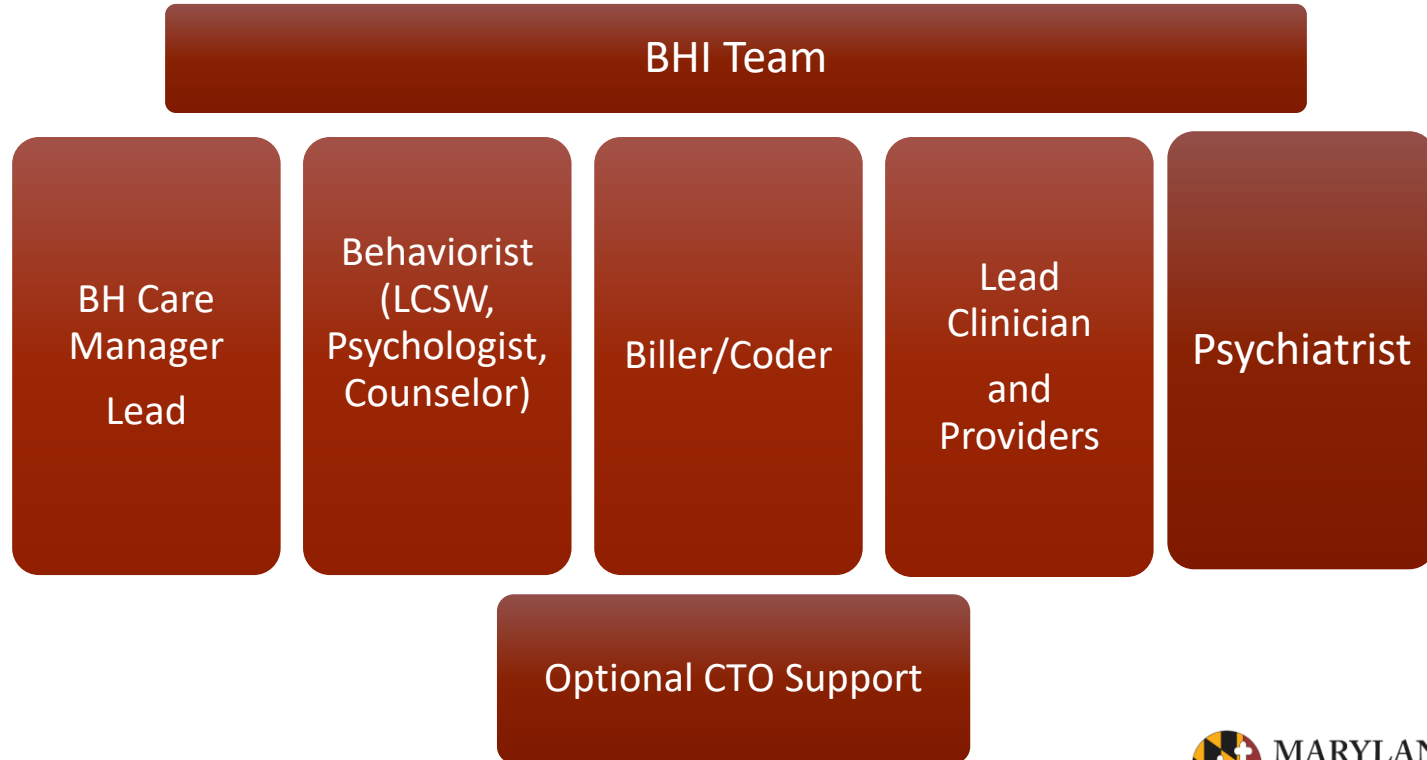 BHI Team
BH Care
Manager
Lead
Behaviorist
(LCSW,
Psychologist,
Counselor)
Biller/Coder
Lead
Clinician
and
Providers
Psychiatrist
Optional CTO Support